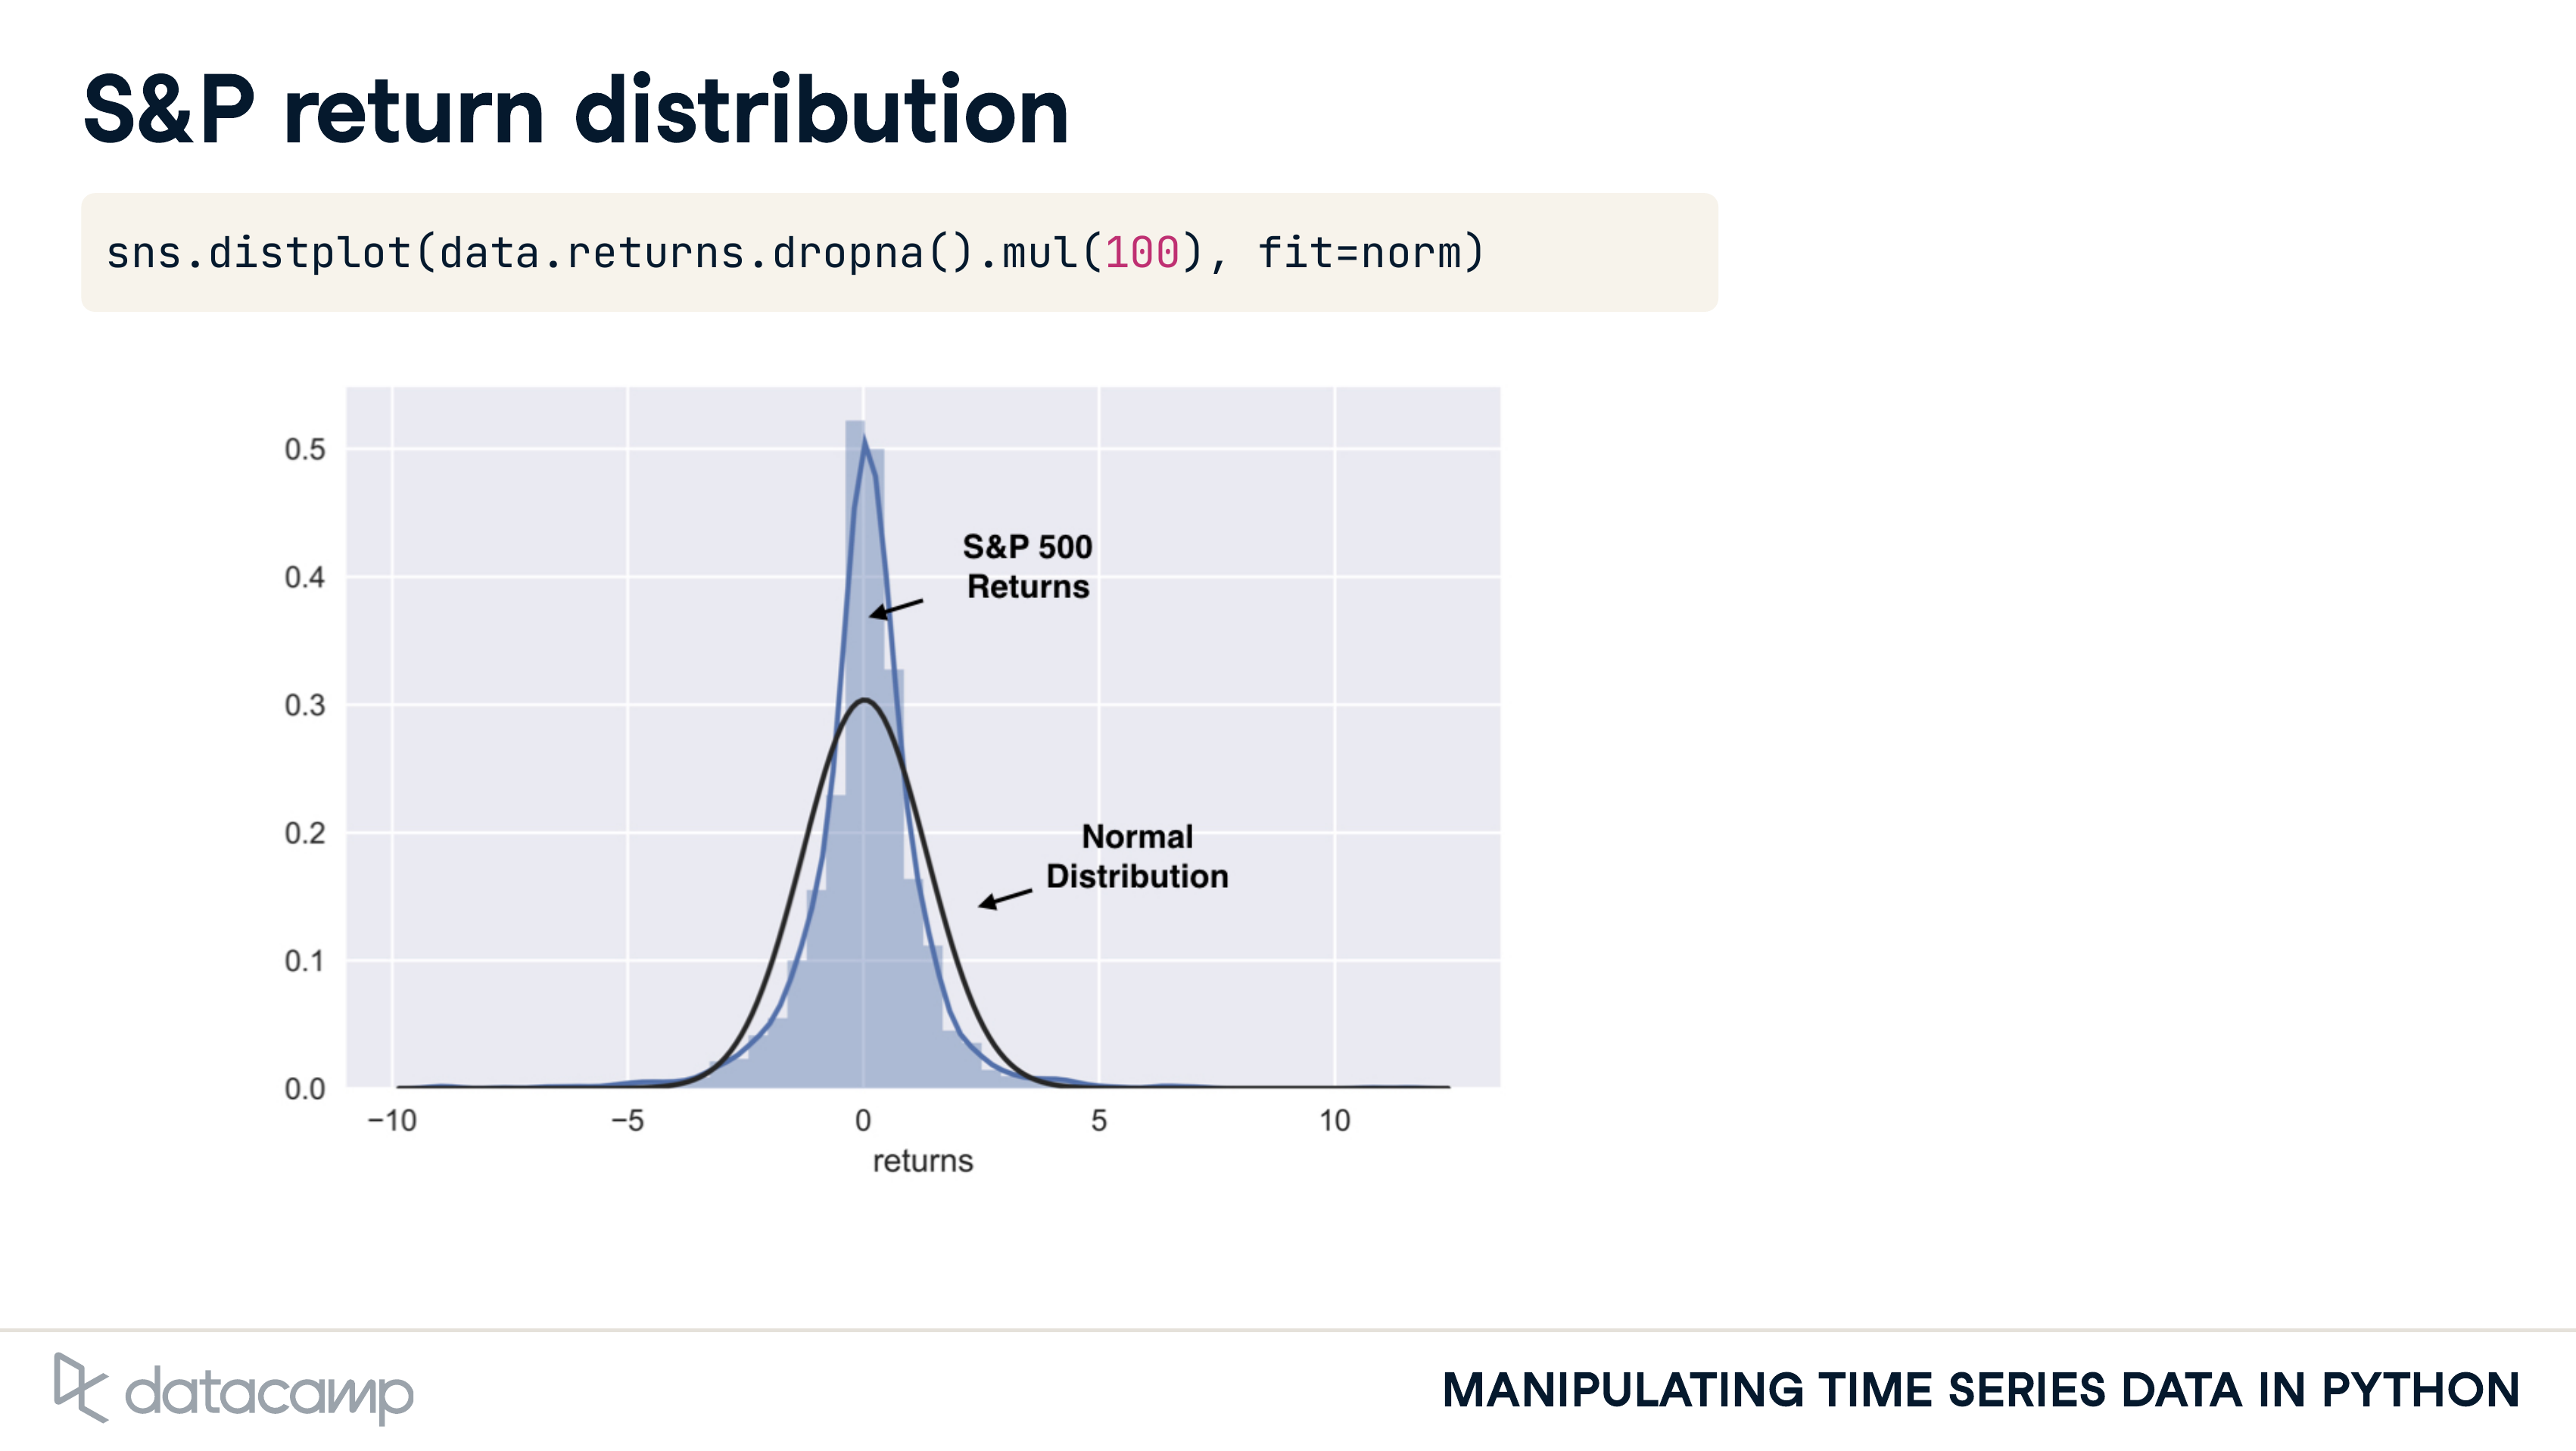 S&P return distribution
sns.distplot(data.returns.dropna().mul(100), fit=norm)
0.5
0.4
0.3
0.2
0.1
0.0
S&P 500
Returns
Normal
Distribution
−10
−5
0
5
10
returns
datacamp
MANIPULATING TIME SERIES DATA IN PYTHON